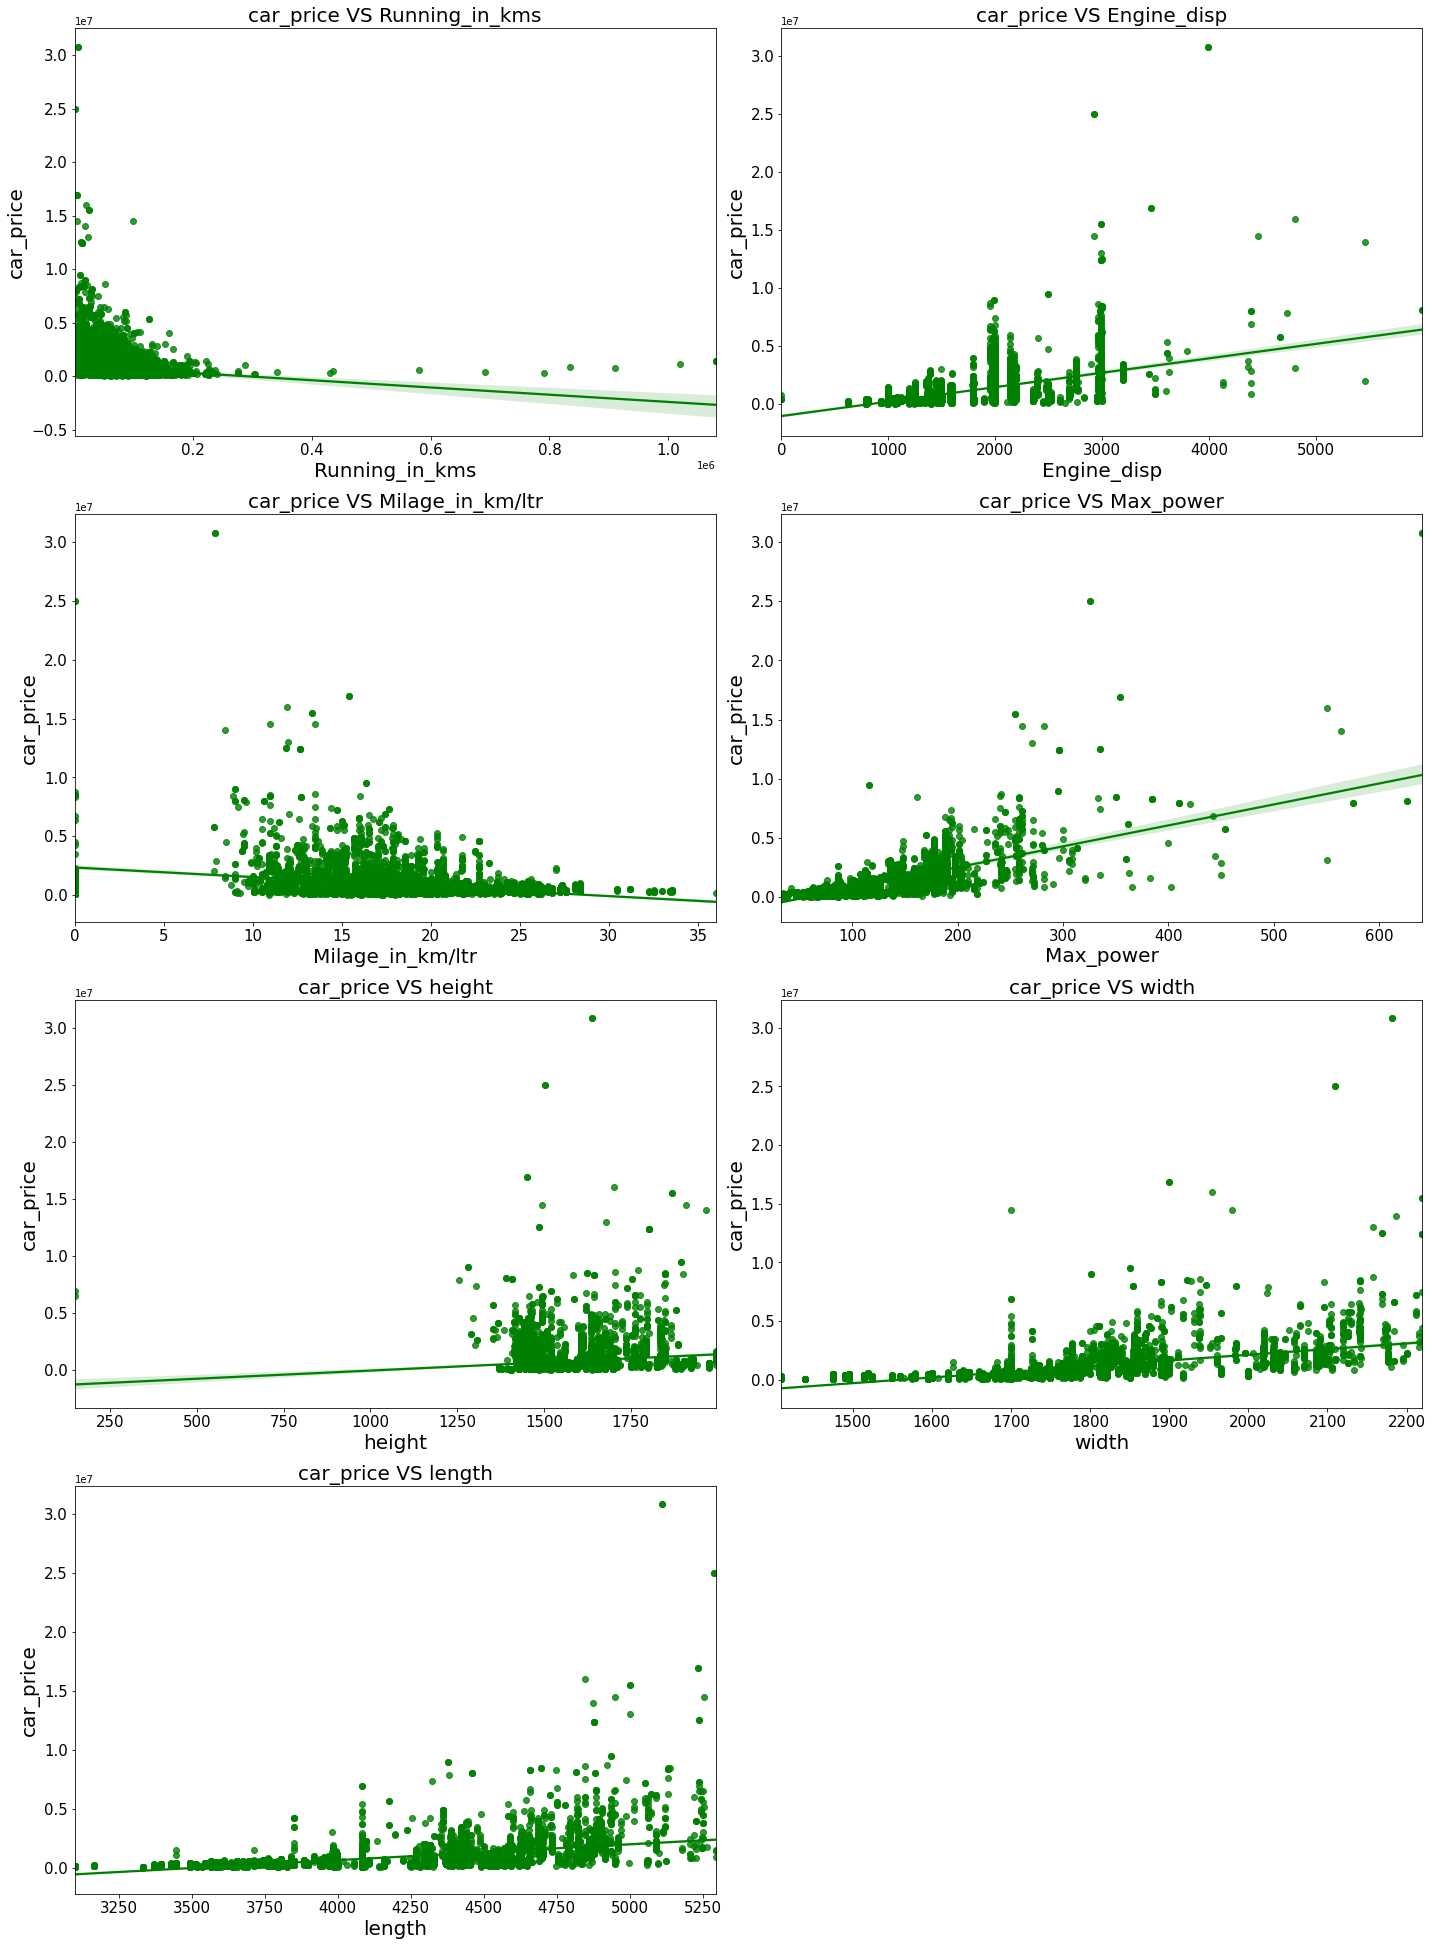 car_price VS Running_in_kms
1e7
3.0
2.5
2.0
1.5
1.0
0.5
0.0
−0.5
car_price
0.2 0.4 0.6 0.8 1.0
1e6
Running_in_kms
car_price VS Engine_disp
1e7
3.0
2.5
2.0
1.5
1.0
0.5
0.0
car_price
0 1000 2000 3000 4000 5000
Engine_disp
car_price VS Milage_in_km/ltr
1e7
3.0
2.5
2.0
1.5
1.0
0.5
0.0
car_price
0 5 10 15 20 25 30 35
Milage_in_km/ltr
car_price VS Max_power
1e7
3.0
2.5
2.0
1.5
1.0
0.5
0.0
car_price
100 200 300 400 500 600
Max_power
car_price VS height
1e7
3.0
2.5
2.0
1.5
1.0
0.5
0.0
car_price
250 500 750 1000 1250 1500 1750
height
car_price VS width
1e7
3.0
2.5
2.0
1.5
1.0
0.5
0.0
car_price
1500 1600 1700 1800 1900 2000 2100 2200
width
car_price VS length
1e7
3.0
2.5
2.0
1.5
1.0
0.5
0.0
car_price
3250 3500 3750 4000 4250 4500 4750 5000 5250
length